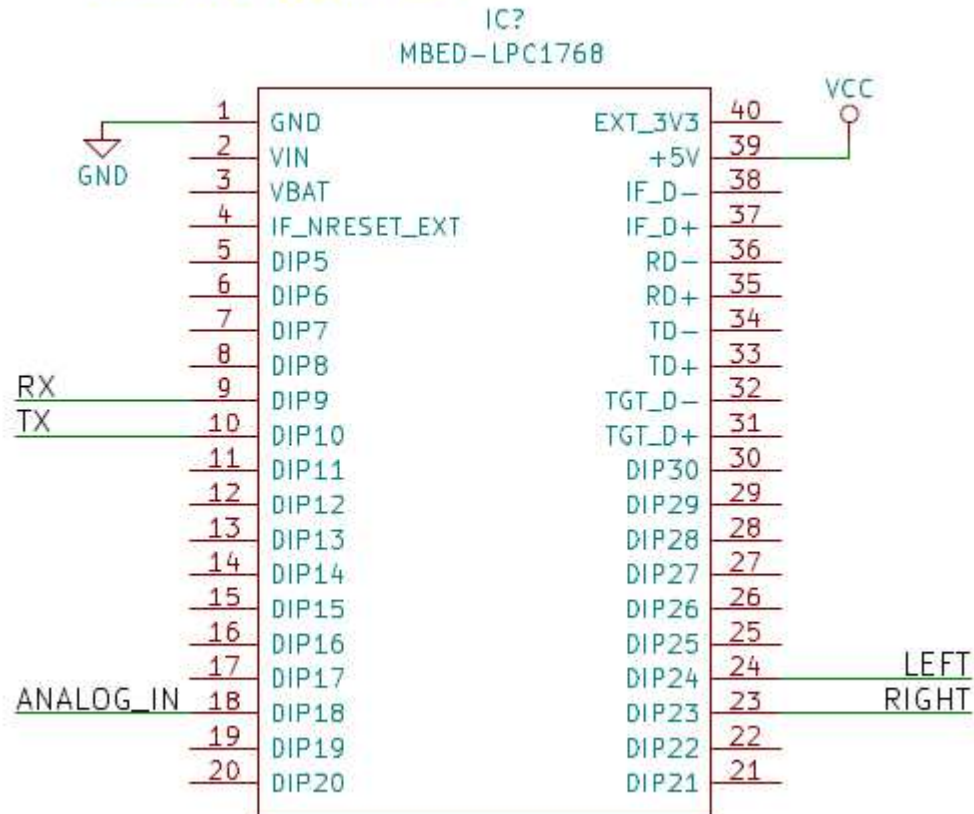 IC?
MBED-LPC1768
VCC
1 GND EXT_3V3 40
GND 2 VIN +5V 39
3 VBAT IF_D- 38
4 IF_NRESET_EXT IF_D+ 37
5 DIP5 RD- 36
6 DIP6 RD+ 35
7 DIP7 TD- 34
8 DIP8 TD+ 33
RX 9 DIP9 TGT_D- 32
TX 10 DIP10 TGT_D+ 31
11 DIP11 DIP30 30
12 DIP12 DIP29 29
13 DIP13 DIP28 28
14 DIP14 DIP27 27
15 DIP15 DIP26 26
16 DIP16 DIP25 25
17 DIP17 DIP24 24 LEFT
ANALOG_IN 18 DIP18 DIP23 23 RIGHT
19 DIP19 DIP22 22
20 DIP20 DIP21 21